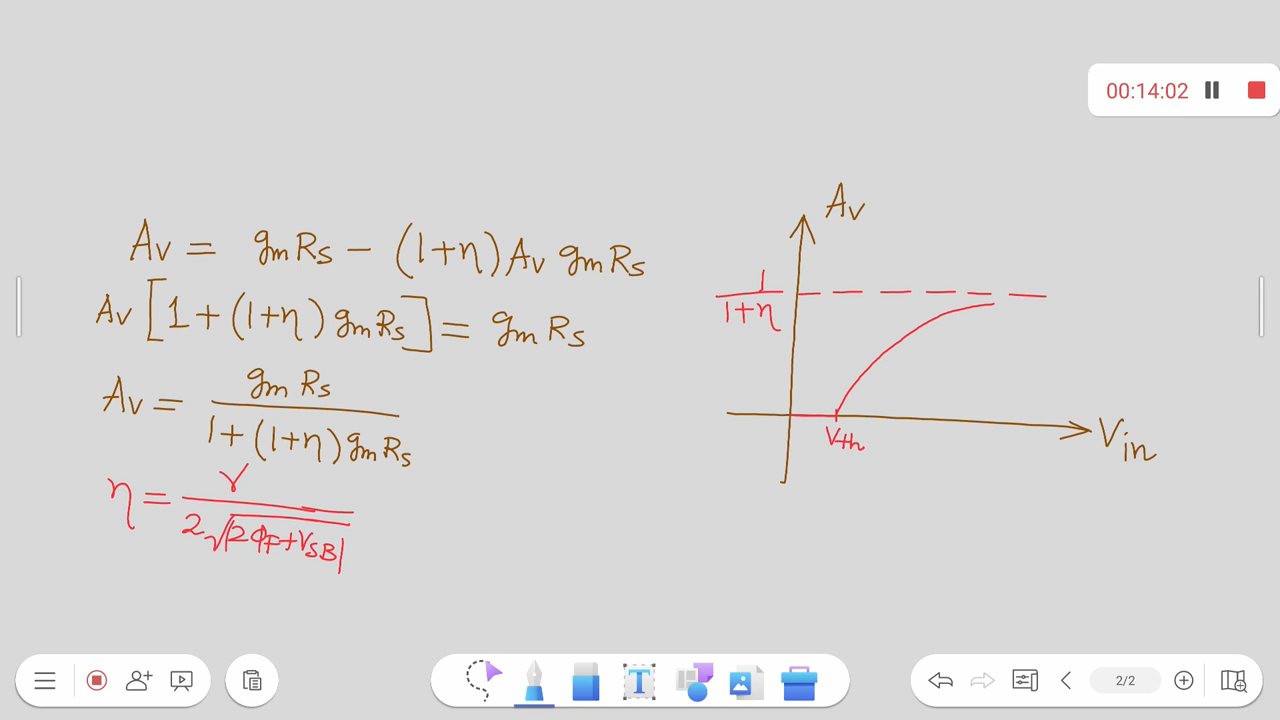 00:14:02
Av = gmRs - (1+η)Av gmRs
Av[1+(1+η)gmRs] = gmRs
Av = gmRs / 1+(1+η)gmRs
η = γ / 2√|2ΦF+VSB|
Av
1 / 1+η
Vth
Vin
T
2/2